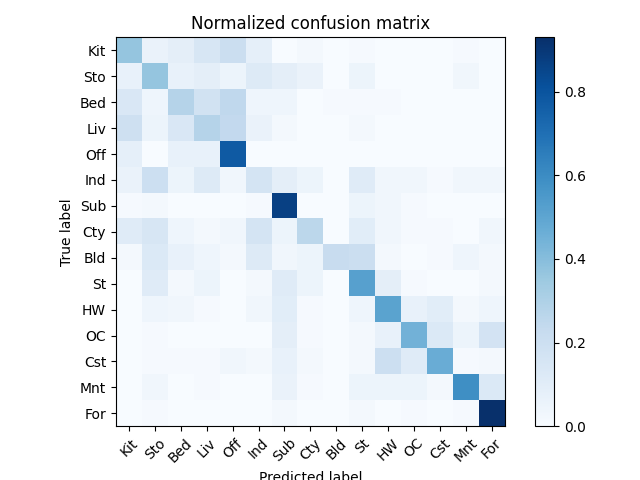 Normalized confusion matrix
Kit
Sto
Bed
Liv
Off
Ind
Sub
Cty
Bld
St
HW
OC
Cst
Mnt
For
True label
Kit Sto Bed Liv Off Ind Sub Cty Bld St HW OC Cst Mnt For
Predicted label
0.8
0.6
0.4
0.2
0.0